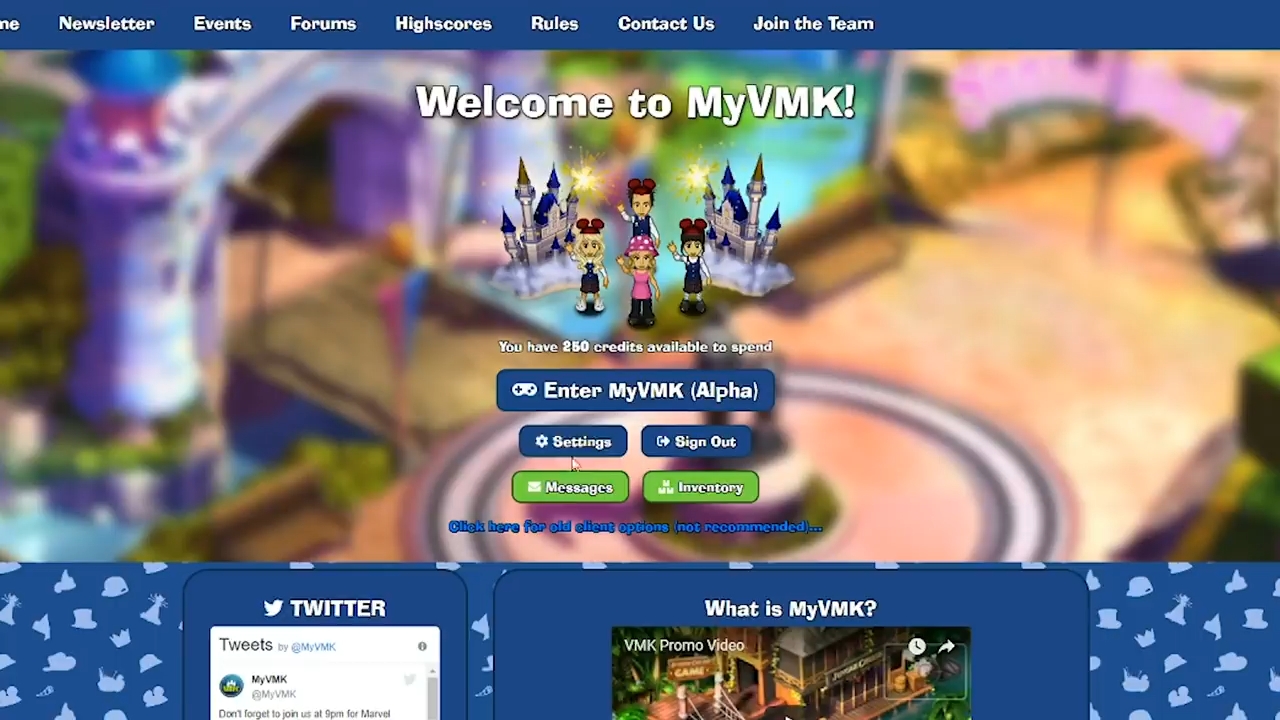 me Newsletter Events Forums Highscores Rules Contact Us Join the Team
Welcome to MyVMK!
You have 250 credits available to spend
Enter MyVMK (Alpha)
Settings Sign Out
Messages Inventory
Click here for old client options (not recommended)...
TWITTER
Tweets by @MyVMK
MyVMK
@MyVMK
Don't forget to join us at 9pm for Marvel
What is MyVMK?
VMK Promo Video
GAME